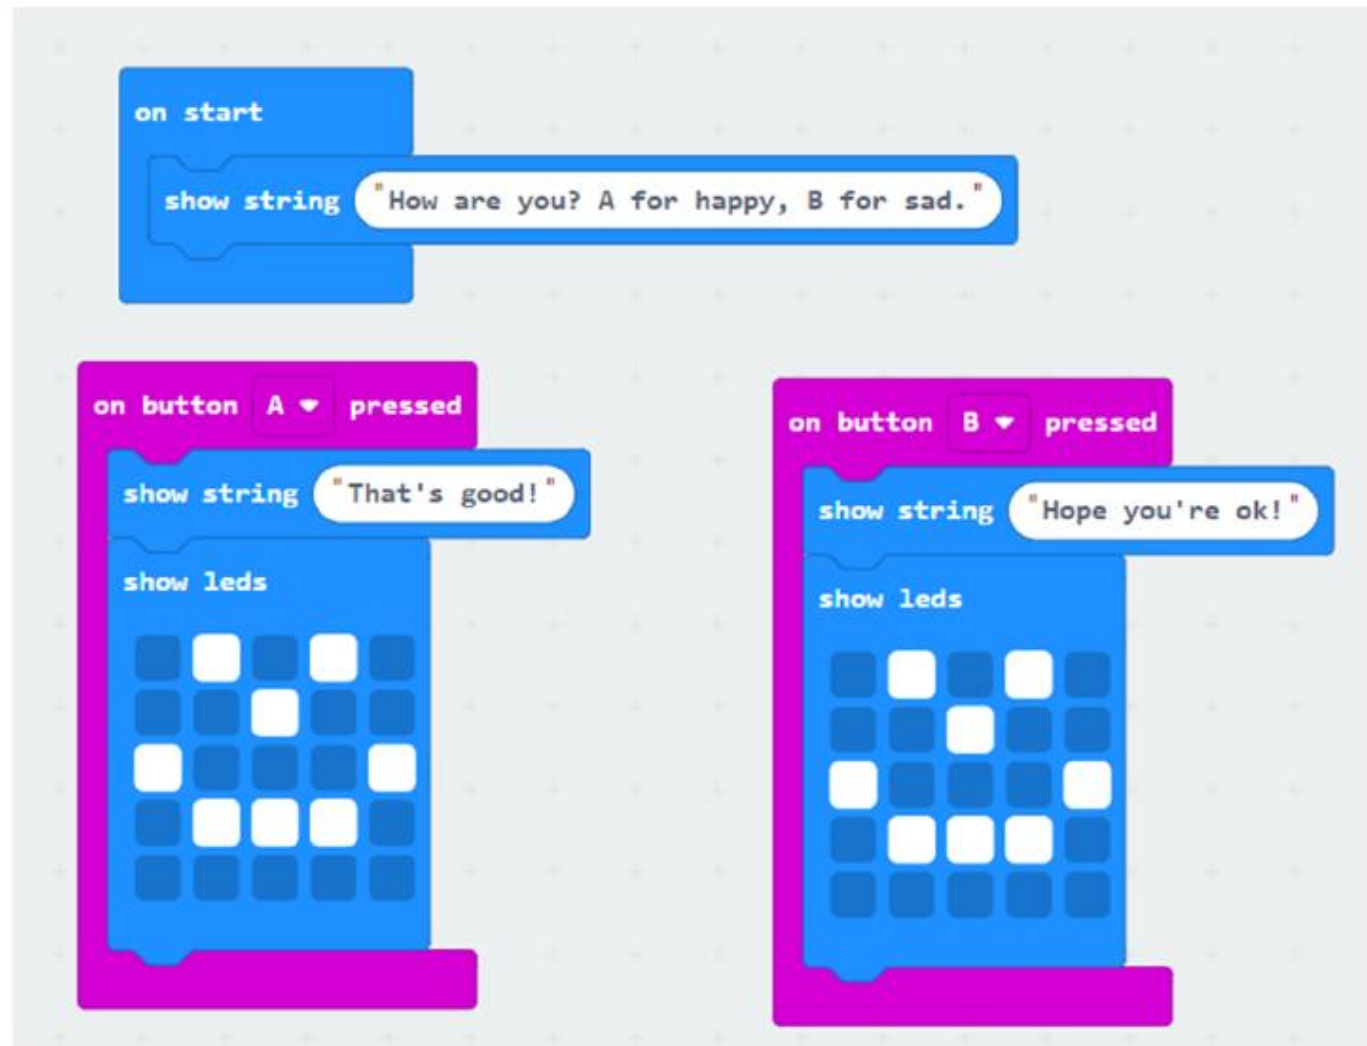 on start
show string "How are you? A for happy, B for sad."
on button A pressed
show string "That's good!"
show leds
on button B pressed
show string "Hope you're ok!"
show leds